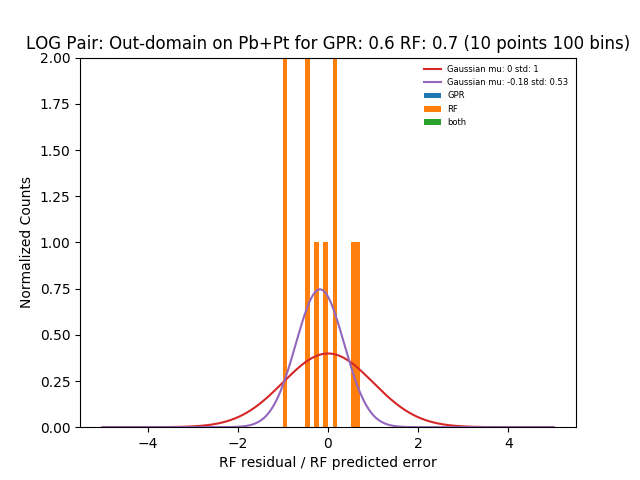 LOG Pair: Out-domain on Pb+Pt for GPR: 0.6 RF: 0.7 (10 points 100 bins)
Gaussian mu: 0 std: 1
Gaussian mu: -0.18 std: 0.53
GPR
RF
both
2.00
1.75
1.50
1.25
1.00
0.75
0.50
0.25
0.00
Normalized Counts
−4
−2
0
2
4
RF residual / RF predicted error